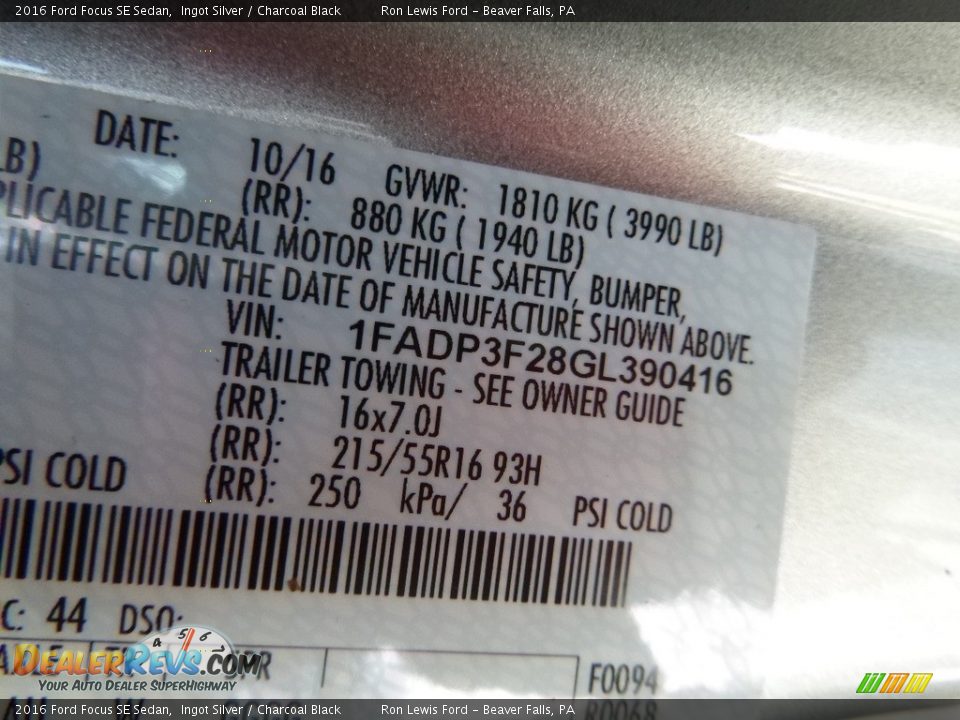 2016 Ford Focus SE Sedan, Ingot Silver / Charcoal Black Ron Lewis Ford - Beaver Falls, PA
DATE: 10/16 GVWR: 1810 KG ( 3990 LB)
LB) (RR): 880 KG ( 1940 LB)
PLICABLE FEDERAL MOTOR VEHICLE SAFETY, BUMPER,
IN EFFECT ON THE DATE OF MANUFACTURE SHOWN ABOVE.
VIN: 1FADP3F28GL390416
TRAILER TOWING - SEE OWNER GUIDE
(RR): 16x7.0J
(RR): 215/55R16 93H
PSI COLD (RR): 250 kPa/ 36 PSI COLD
C: 44 DSO:
F0094
R0068
4 5 6
DEALERREVS.COM
YOUR AUTO DEALER SUPERHIGHWAY
2016 Ford Focus SE Sedan, Ingot Silver / Charcoal Black Ron Lewis Ford - Beaver Falls, PA